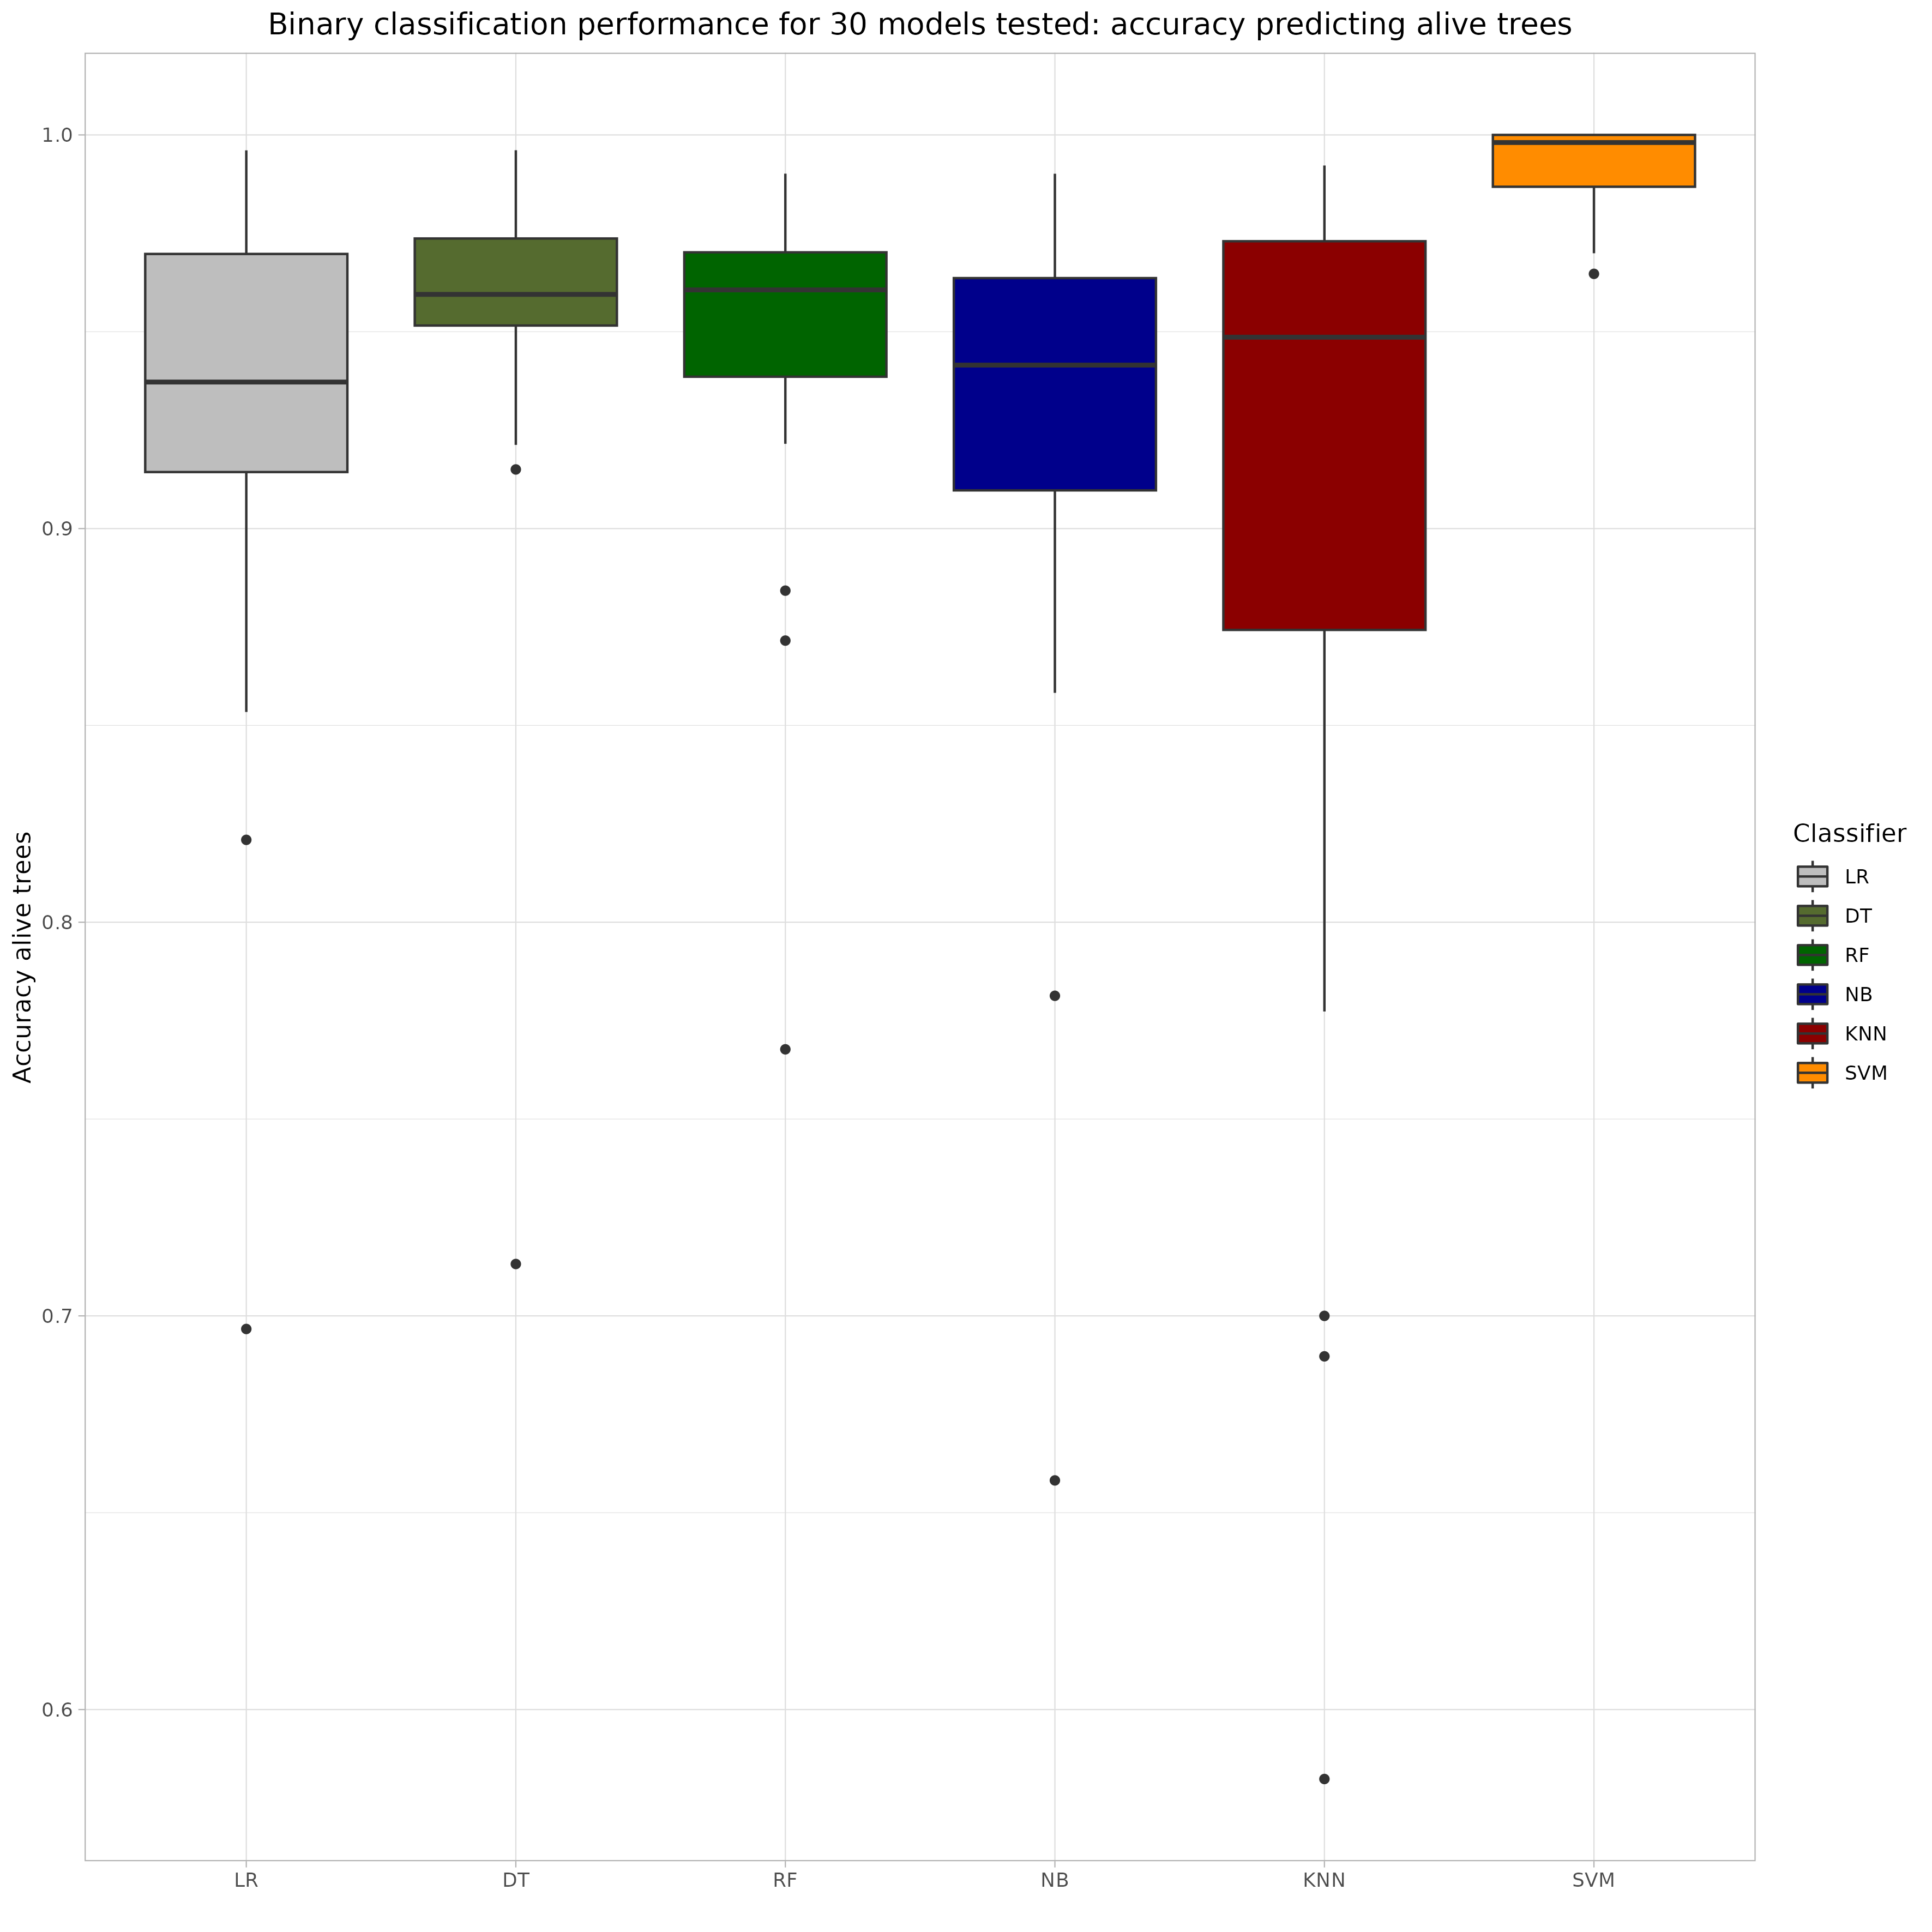 Binary classification performance for 30 models tested: accuracy predicting alive trees
Accuracy alive trees
1.0
0.9
0.8
0.7
0.6
LR
DT
RF
NB
KNN
SVM
Classifier
LR
DT
RF
NB
KNN
SVM